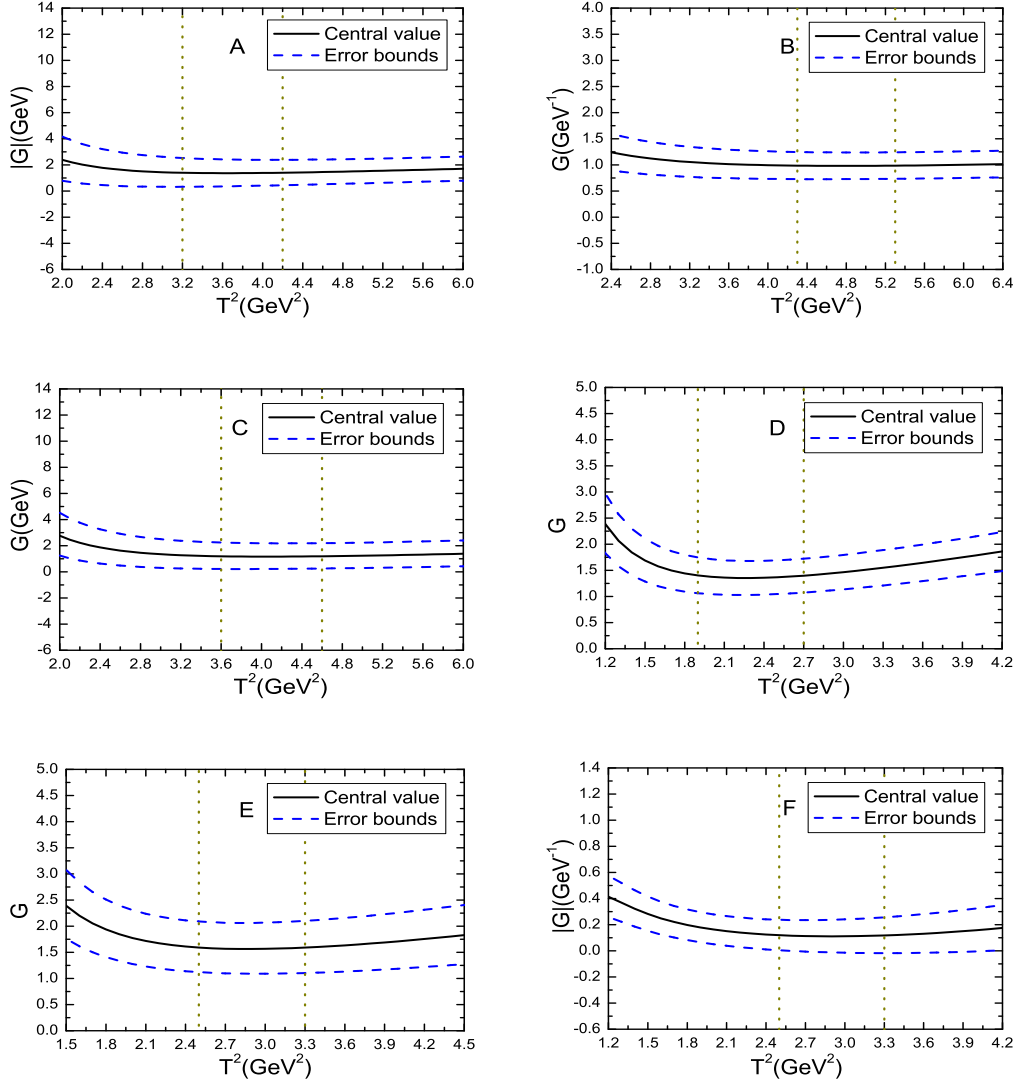 A
Central value
Error bounds
|G|(GeV)
14
12
10
8
6
4
2
0
-2
-4
-6
2.0 2.4 2.8 3.2 3.6 4.0 4.4 4.8 5.2 5.6 6.0
T²(GeV²)
B
Central value
Error bounds
G(GeV⁻¹)
4.0
3.5
3.0
2.5
2.0
1.5
1.0
0.5
0.0
-0.5
-1.0
2.4 2.8 3.2 3.6 4.0 4.4 4.8 5.2 5.6 6.0 6.4
T²(GeV²)
C
Central value
Error bounds
G(GeV)
14
12
10
8
6
4
2
0
-2
-4
-6
2.0 2.4 2.8 3.2 3.6 4.0 4.4 4.8 5.2 5.6 6.0
T²(GeV²)
D
Central value
Error bounds
G
5.0
4.5
4.0
3.5
3.0
2.5
2.0
1.5
1.0
0.5
0.0
1.2 1.5 1.8 2.1 2.4 2.7 3.0 3.3 3.6 3.9 4.2
T²(GeV²)
E
Central value
Error bounds
G
5.0
4.5
4.0
3.5
3.0
2.5
2.0
1.5
1.0
0.5
0.0
1.5 1.8 2.1 2.4 2.7 3.0 3.3 3.6 3.9 4.2 4.5
T²(GeV²)
F
Central value
Error bounds
|G|(GeV⁻¹)
1.4
1.2
1.0
0.8
0.6
0.4
0.2
0.0
-0.2
-0.4
-0.6
1.2 1.5 1.8 2.1 2.4 2.7 3.0 3.3 3.6 3.9 4.2
T²(GeV²)